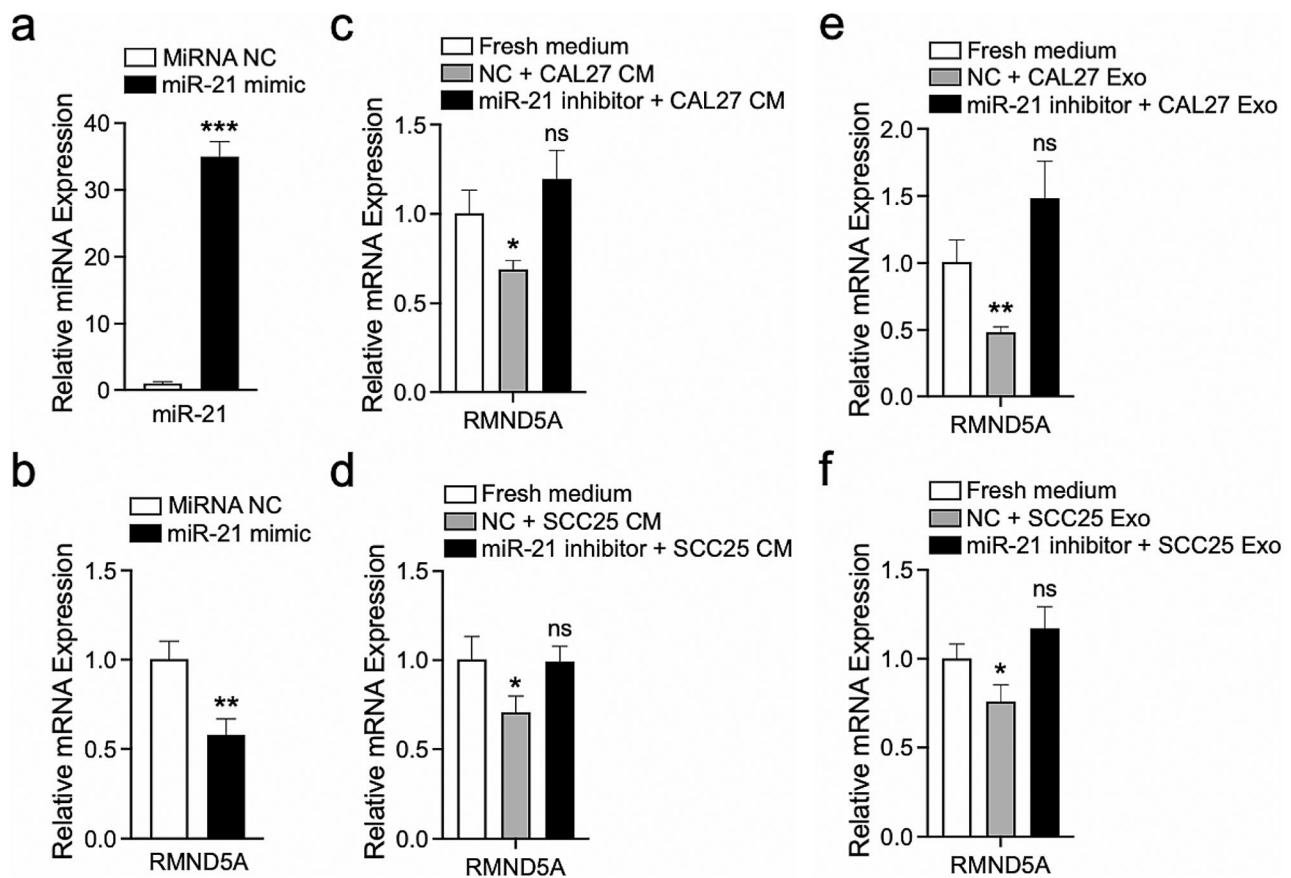 a
MiRNA NC
miR-21 mimic
Relative miRNA Expression
40
30
20
10
0
***
miR-21
b
MiRNA NC
miR-21 mimic
Relative mRNA Expression
1.5
1.0
0.5
0.0
**
RMND5A
c
Fresh medium
NC + CAL27 CM
miR-21 inhibitor + CAL27 CM
Relative mRNA Expression
1.5
1.0
0.5
0.0
*
ns
RMND5A
d
Fresh medium
NC + SCC25 CM
miR-21 inhibitor + SCC25 CM
Relative mRNA Expression
1.5
1.0
0.5
0.0
*
ns
RMND5A
e
Fresh medium
NC + CAL27 Exo
miR-21 inhibitor + CAL27 Exo
Relative mRNA Expression
2.0
1.5
1.0
0.5
0.0
**
ns
RMND5A
f
Fresh medium
NC + SCC25 Exo
miR-21 inhibitor + SCC25 Exo
Relative mRNA Expression
1.5
1.0
0.5
0.0
*
ns
RMND5A